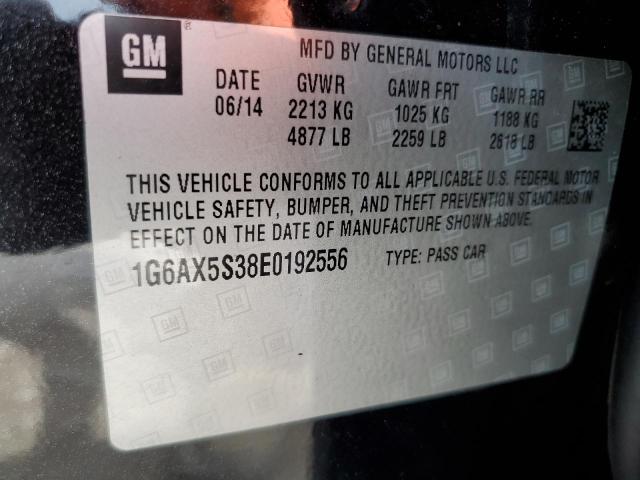 GM
MFD BY GENERAL MOTORS LLC
DATE GVWR GAWR FRT GAWR RR
06/14 2213 KG 1025 KG 1188 KG
4877 LB 2259 LB 2618 LB
THIS VEHICLE CONFORMS TO ALL APPLICABLE U.S. FEDERAL MOTOR
VEHICLE SAFETY, BUMPER, AND THEFT PREVENTION STANDARDS IN
EFFECT ON THE DATE OF MANUFACTURE SHOWN ABOVE.
1G6AX5S38E0192556 TYPE: PASS CAR